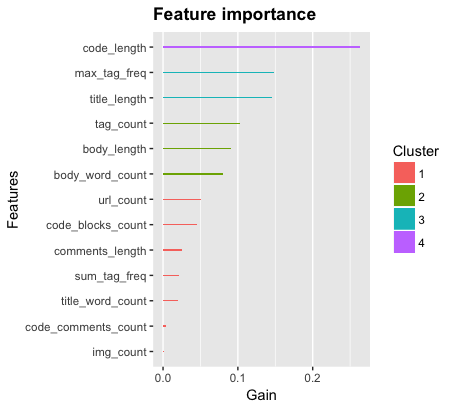 Feature importance
Features
code_length
max_tag_freq
title_length
tag_count
body_length
body_word_count
url_count
code_blocks_count
comments_length
sum_tag_freq
title_word_count
code_comments_count
img_count
0.0 0.1 0.2
Gain
Cluster
1
2
3
4